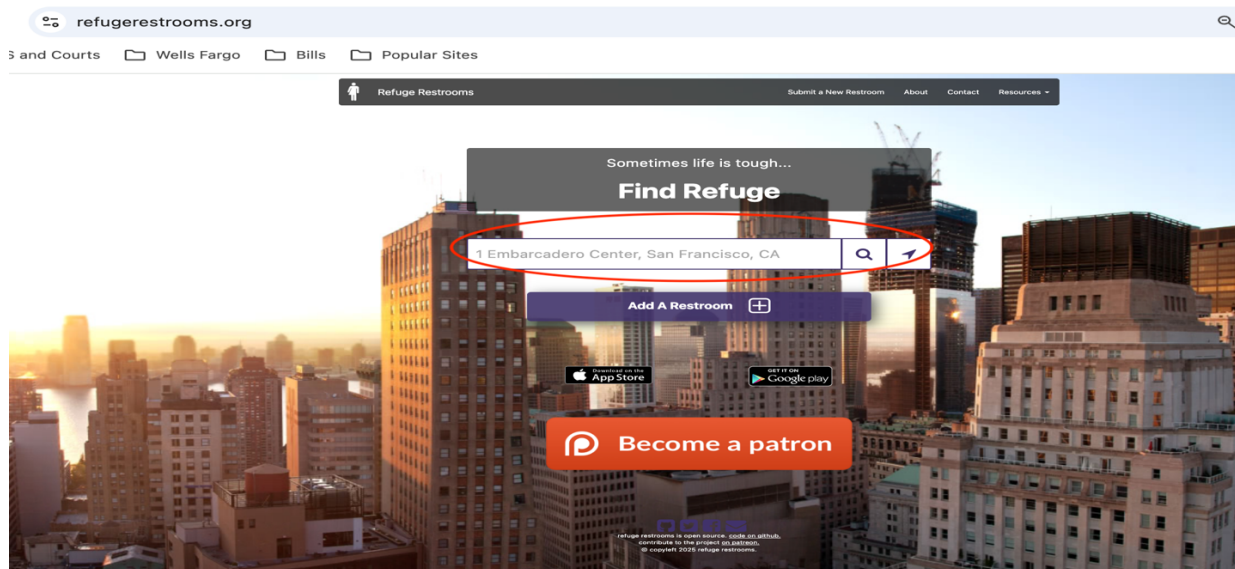 refugerestrooms.org
S and Courts Wells Fargo Bills Popular Sites
Refuge Restrooms Submit a New Restroom About Contact Resources
Sometimes life is tough...
Find Refuge
1 Embarcadero Center, San Francisco, CA
Add A Restroom
Download on the App Store
GET IT ON Google play
Become a patron
refuge restrooms is open source. code on github.
contribute to the project on patreon.
© copyleft 2025 refuge restrooms.